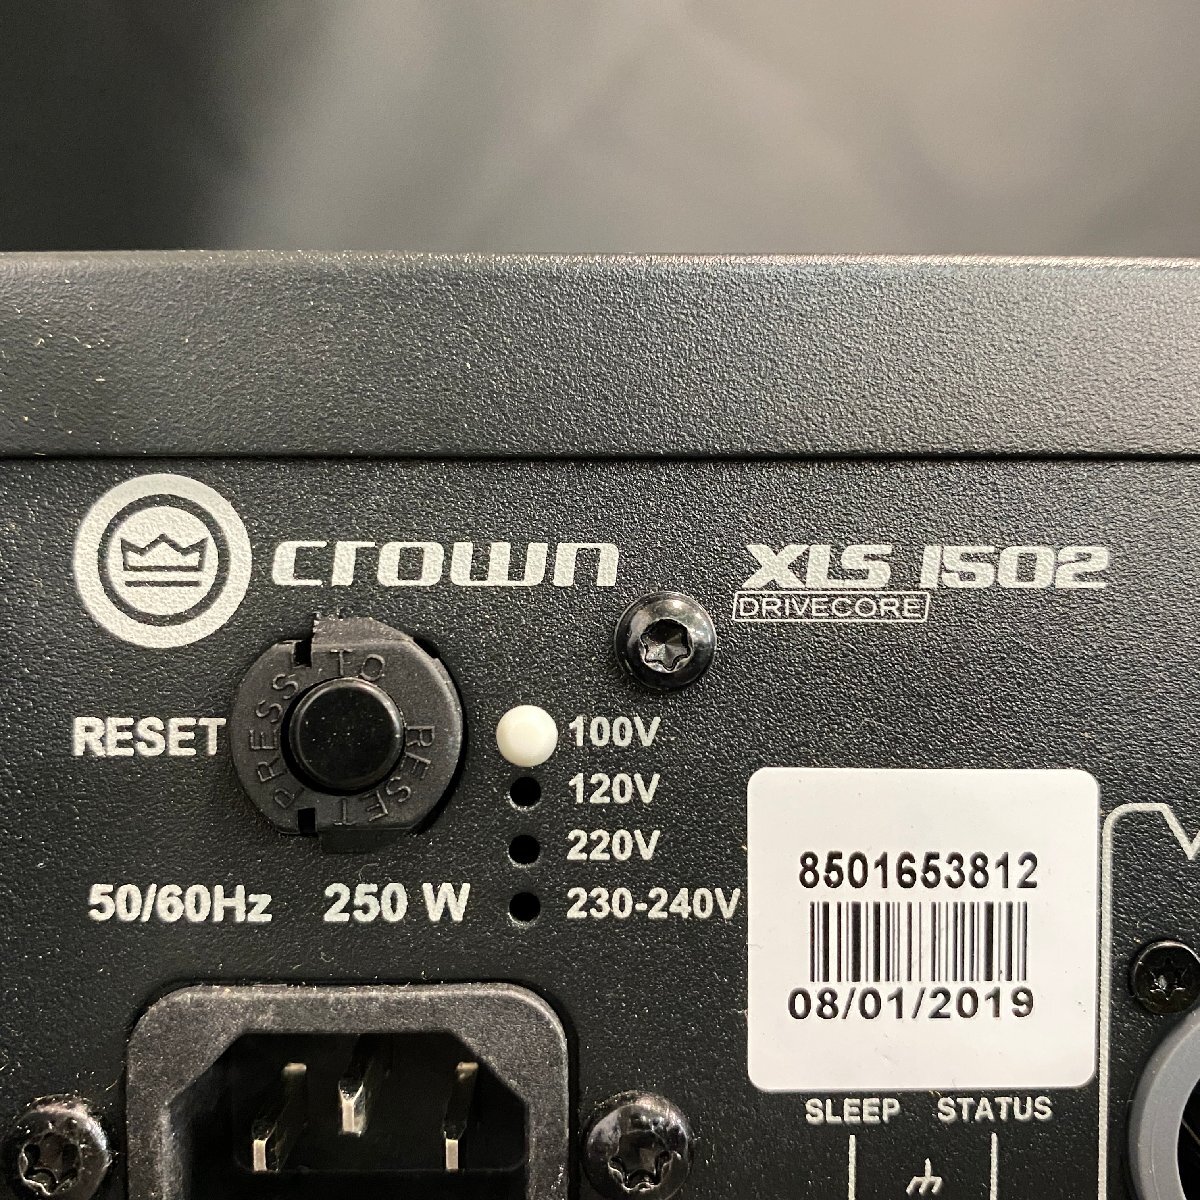 crown
XLS 1502
DRIVECORE
PRESS TO RESET
RESET
100V
120V
220V
230-240V
50/60Hz 250 W
8501653812
08/01/2019
SLEEP STATUS